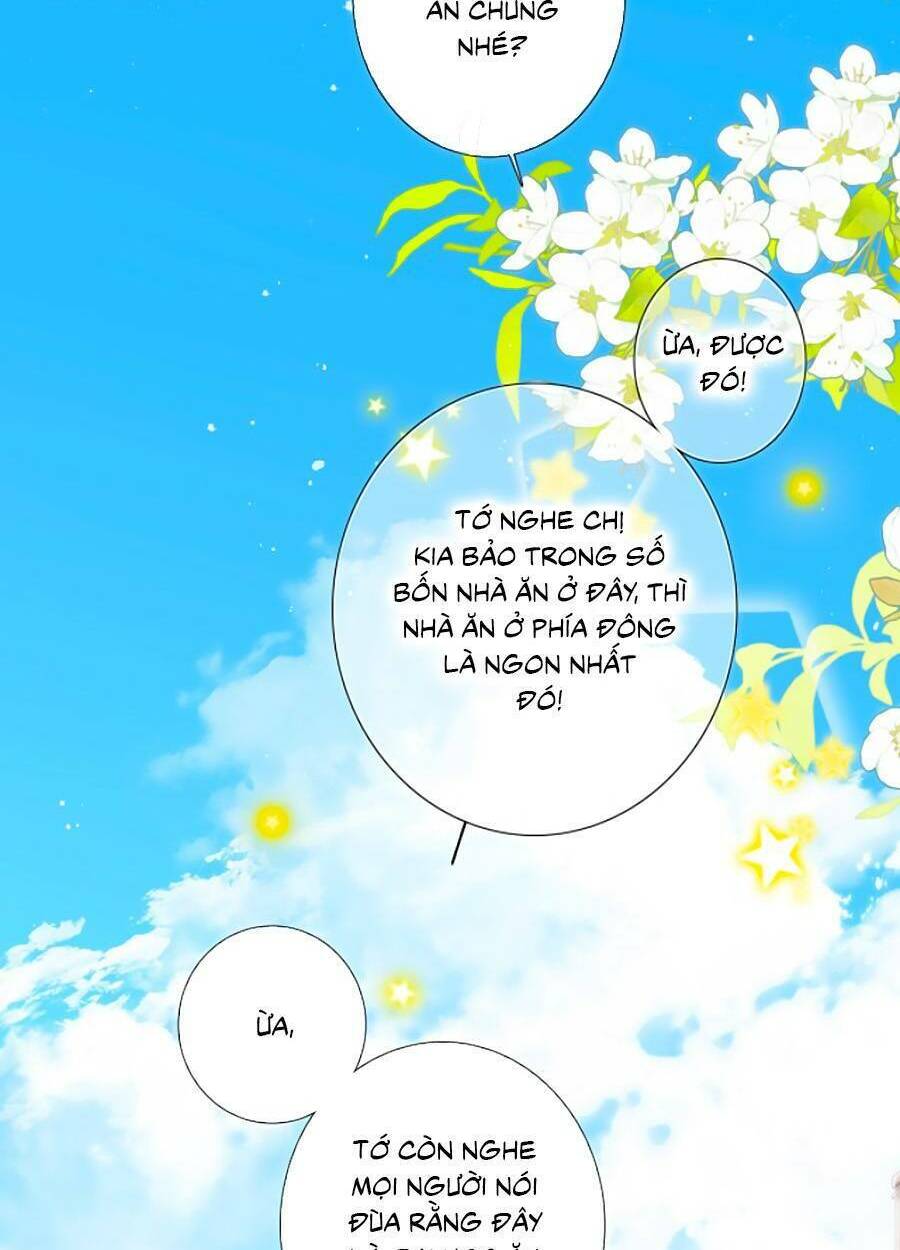 ĂN CHUNG
NHÉ?
ỪA, ĐƯỢC
ĐÓ!
TỚ NGHE CHỊ
KIA BẢO TRONG SỐ
BỐN NHÀ ĂN Ở ĐÂY, THÌ
NHÀ ĂN Ở PHÍA ĐÔNG
LÀ NGON NHẤT
ĐÓ!
ỪA,
TỚ CÒN NGHE
MỌI NGƯỜI NÓI
ĐÙA RẰNG ĐÂY